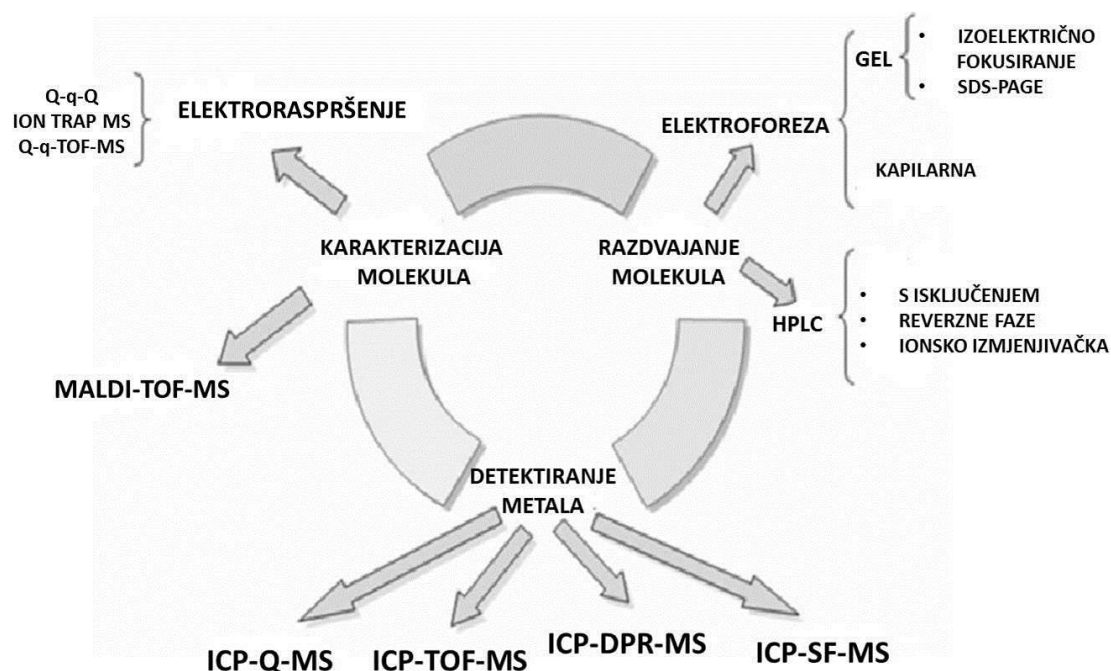 Q-q-Q
ION TRAP MS
Q-q-TOF-MS
ELEKTRORASPRŠENJE
ELEKTROFOREZA
GEL
• IZOELEKTRIČNO
FOKUSIRANJE
• SDS-PAGE
KAPILARNA
KARAKTERIZACIJA
MOLEKULA
RAZDVAJANJE
MOLEKULA
HPLC
• S ISKLJUČENJEM
• REVERZNE FAZE
• IONSKO IZMJENJIVAČKA
MALDI-TOF-MS
DETEKTIRANJE
METALA
ICP-Q-MS
ICP-TOF-MS
ICP-DPR-MS
ICP-SF-MS